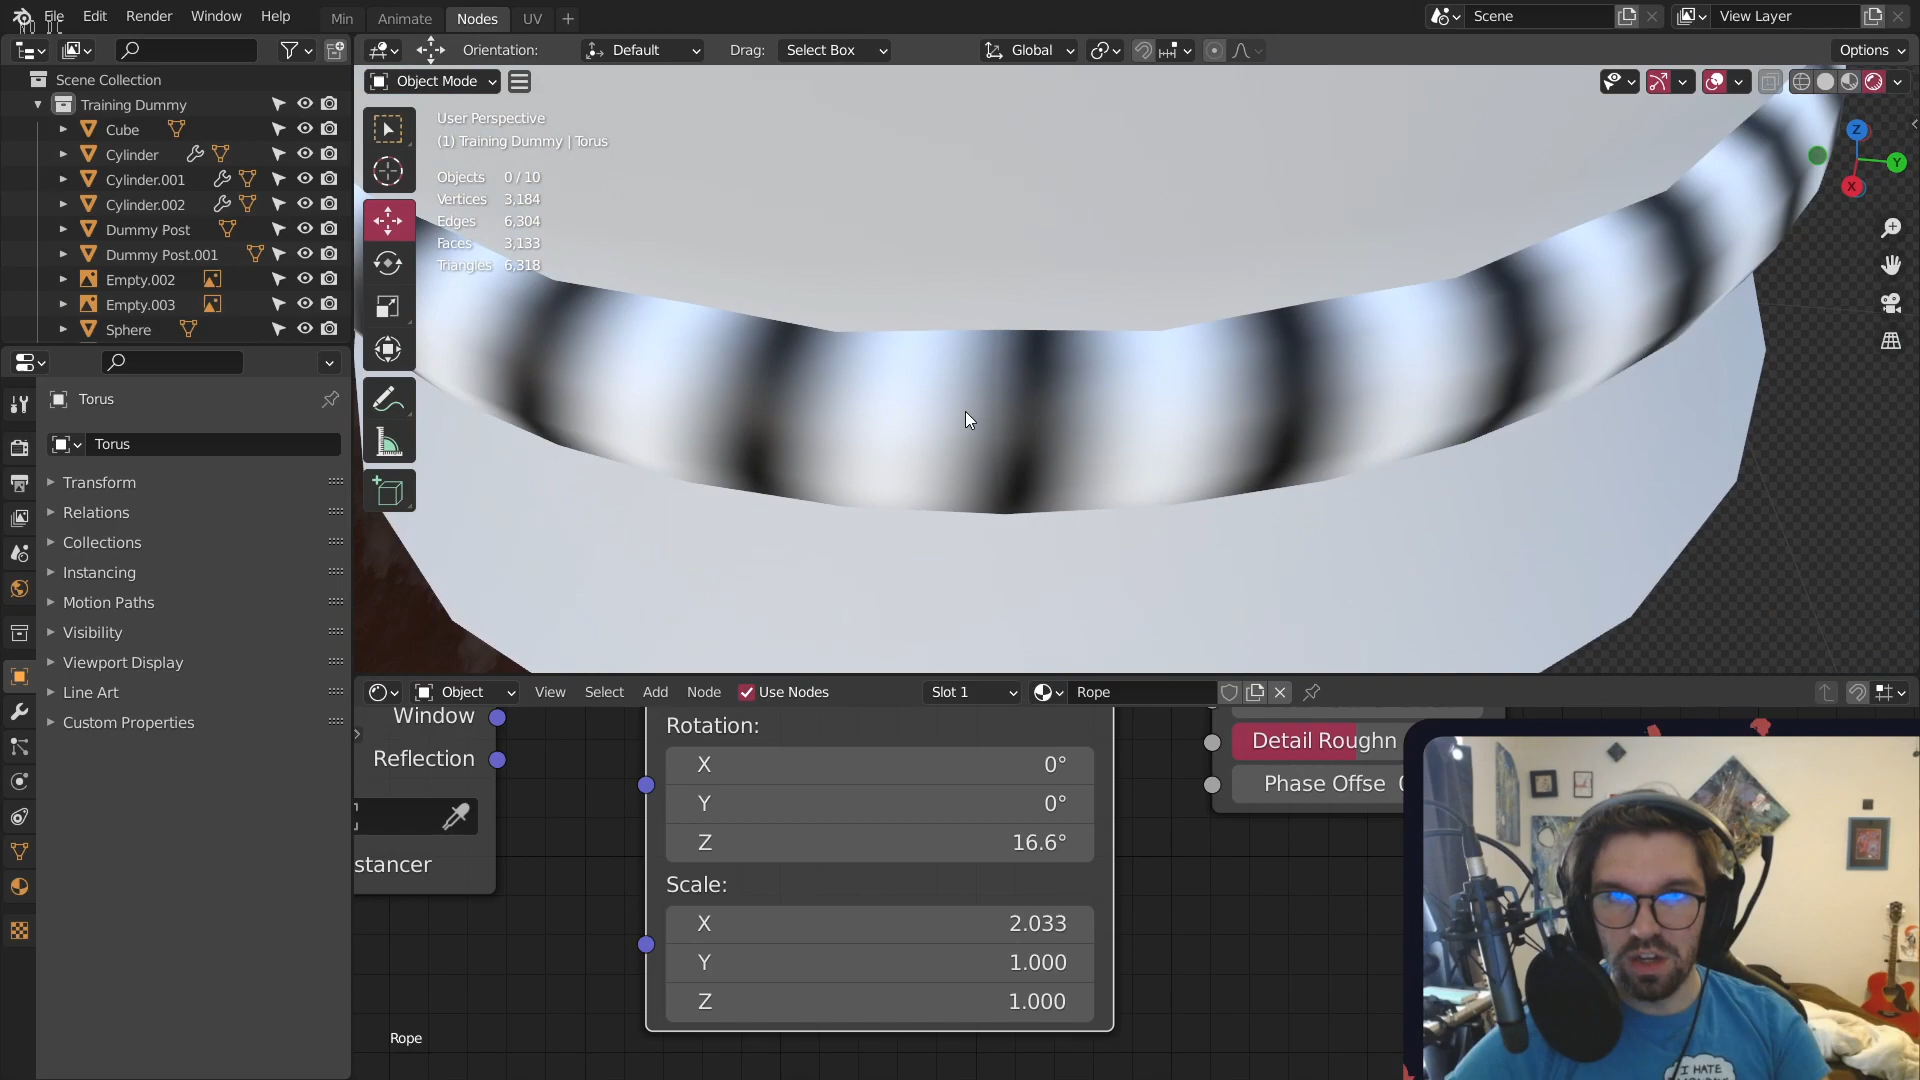 File Edit Render Window Help Min Animate Nodes UV Scene View Layer
Orientation: Default Drag: Select Box Global Options
Scene Collection
Training Dummy
Cube
Cylinder
Cylinder.001
Cylinder.002
Dummy Post
Dummy Post.001
Empty.002
Empty.003
Sphere
Object Mode
User Perspective
(1) Training Dummy | Torus
Objects 0 / 10
Vertices 3,184
Edges 6,304
Faces 3,133
Triangles 6,318
Z
Y
X
Torus
Torus
Transform
Relations
Collections
Instancing
Motion Paths
Visibility
Viewport Display
Line Art
Custom Properties
Object View Select Add Node Use Nodes Slot 1 Rope
Window
Reflection
stancer
Rotation:
X 0°
Y 0°
Z 16.6°
Scale:
X 2.033
Y 1.000
Z 1.000
Detail Roughn
Phase Offse
Rope
I HATE